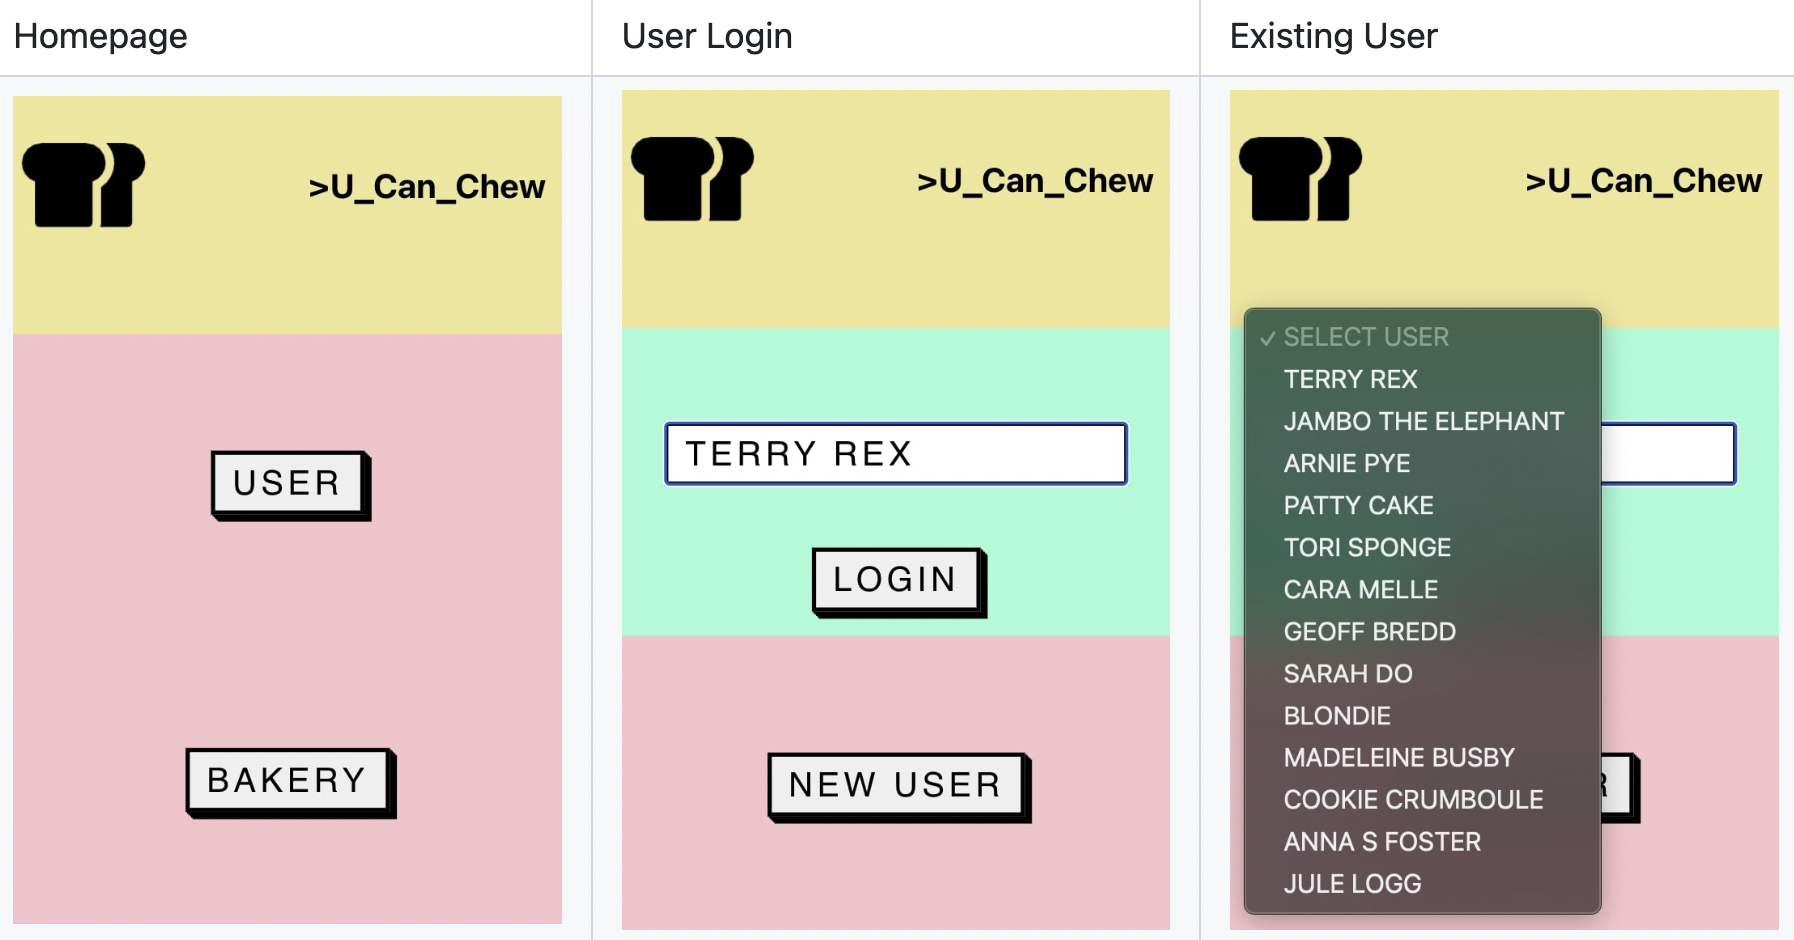 Homepage
User Login
Existing User
>U_Can_Chew
USER
BAKERY
>U_Can_Chew
TERRY REX
LOGIN
NEW USER
>U_Can_Chew
✓ SELECT USER
TERRY REX
JAMBO THE ELEPHANT
ARNIE PYE
PATTY CAKE
TORI SPONGE
CARA MELLE
GEOFF BREDD
SARAH DO
BLONDIE
MADELEINE BUSBY
COOKIE CRUMBOULE
ANNA S FOSTER
JULE LOGG